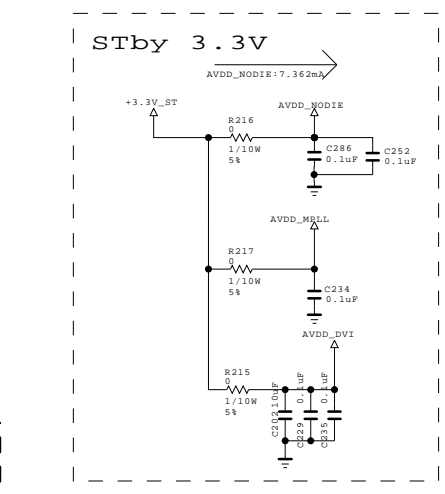 STby 3.3V
AVDD_NODIE:7.362mA
+3.3V_ST
AVDD_NODIE
R216
0
1/10W
5%
C286
0.1uF
C252
0.1uF
AVDD_MPLL
R217
0
1/10W
5%
C234
0.1uF
AVDD_DVI
R215
0
1/10W
5%
C202 10uF
C229 0.1uF
C235 0.1uF